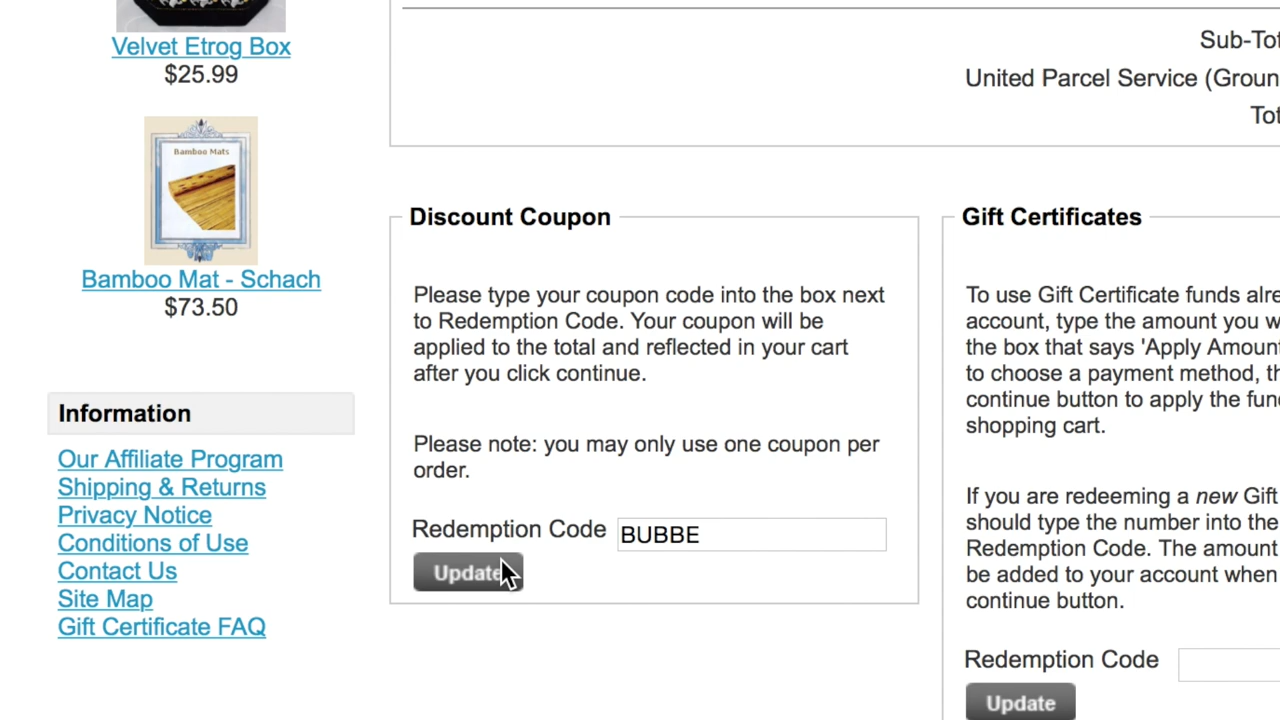 Velvet Etrog Box
$25.99
Bamboo Mats
Bamboo Mat - Schach
$73.50
Information
Our Affiliate Program
Shipping & Returns
Privacy Notice
Conditions of Use
Contact Us
Site Map
Gift Certificate FAQ
Sub-Tot
United Parcel Service (Groun
Tot
Discount Coupon
Please type your coupon code into the box next
to Redemption Code. Your coupon will be
applied to the total and reflected in your cart
after you click continue.
Please note: you may only use one coupon per
order.
Redemption Code BUBBE
Update
Gift Certificates
To use Gift Certificate funds alre
account, type the amount you w
the box that says 'Apply Amount
to choose a payment method, th
continue button to apply the fun
shopping cart.
If you are redeeming a new Gift
should type the number into the
Redemption Code. The amount
be added to your account when
continue button.
Redemption Code
Update